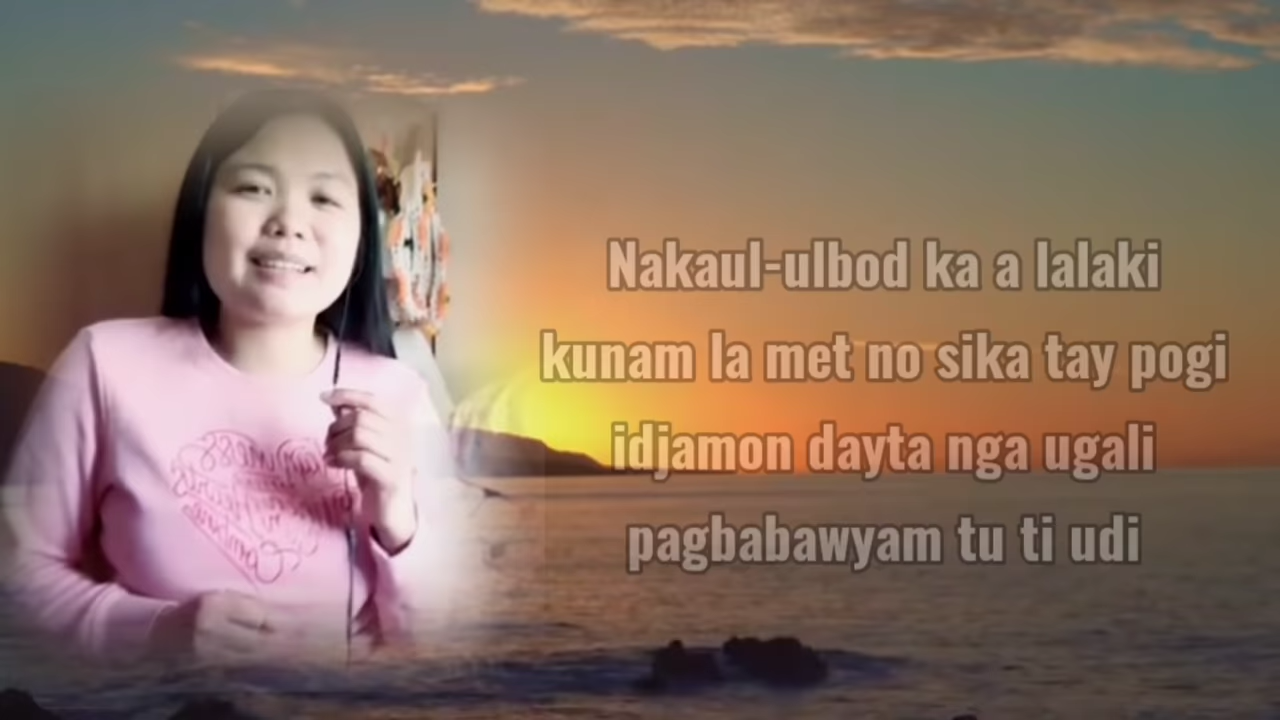 Nakaul-ulbod ka a lalaki
kunam la met no sika tay pogi
idjamon dayta nga ugali
pagbabawyam tu ti udi